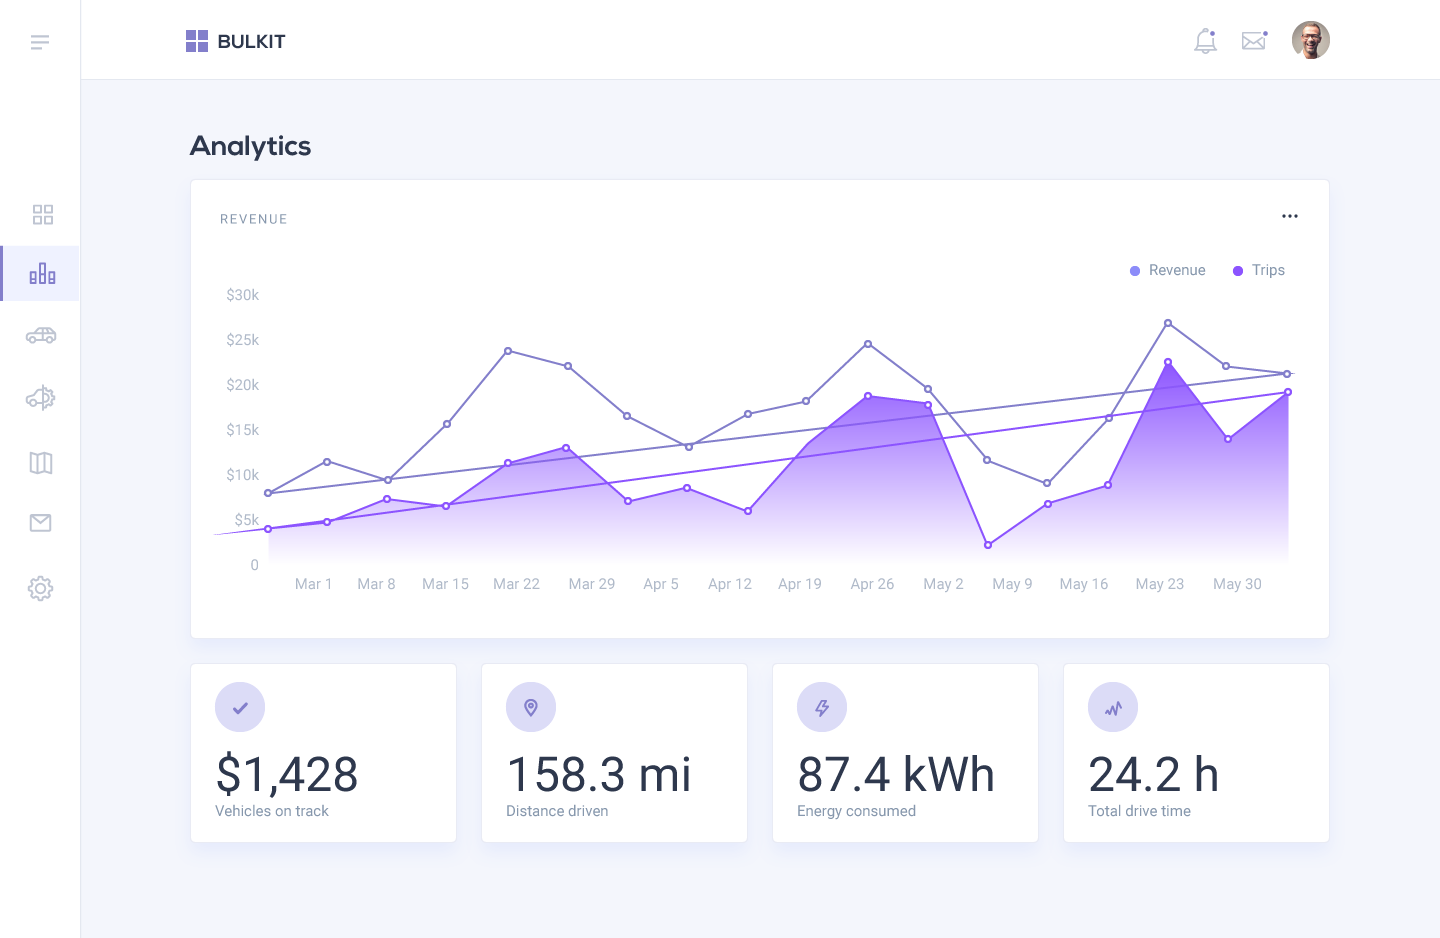 BULKIT
Analytics
REVENUE
Revenue Trips
$30k
$25k
$20k
$15k
$10k
$5k
0
Mar 1 Mar 8 Mar 15 Mar 22 Mar 29 Apr 5 Apr 12 Apr 19 Apr 26 May 2 May 9 May 16 May 23 May 30
$1,428 158.3 mi 87.4 kWh 24.2 h
Vehicles on track Distance driven Energy consumed Total drive time